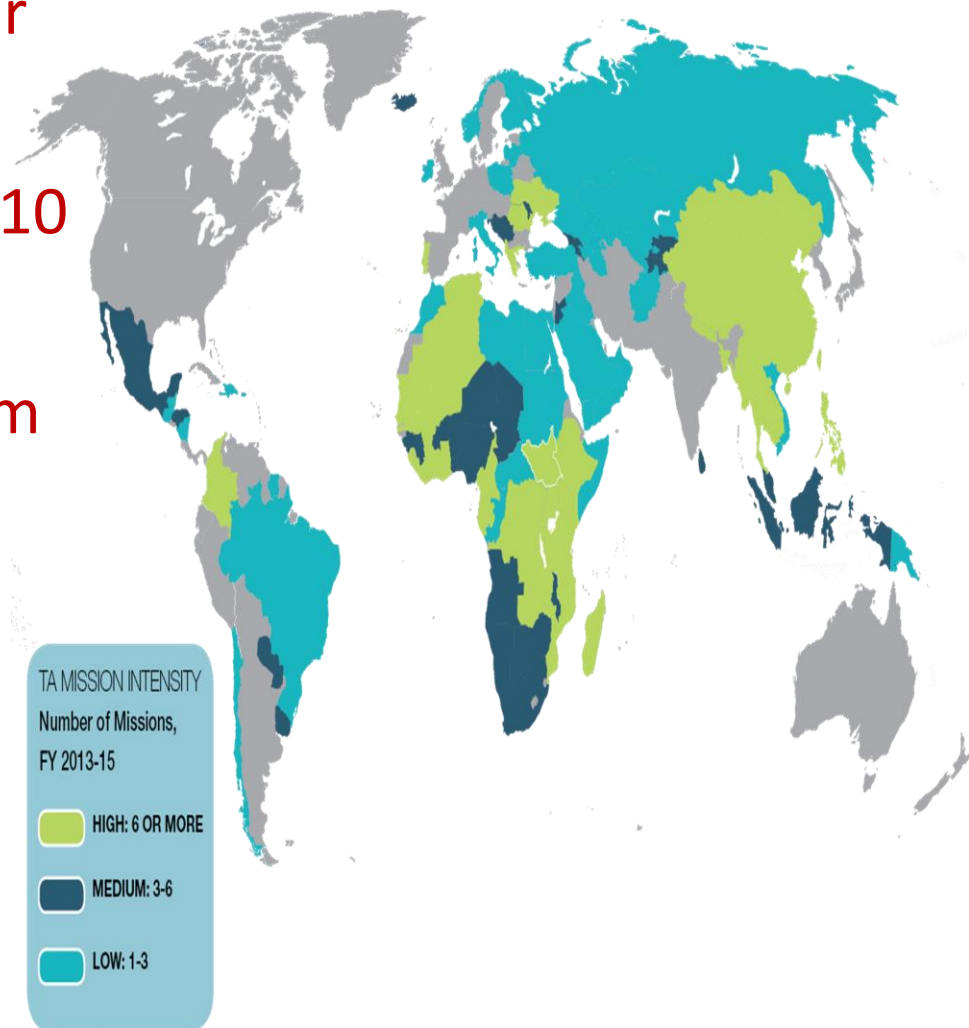 r
10
m
TA MISSION INTENSITY
Number of Missions,
FY 2013-15
HIGH: 6 OR MORE
MEDIUM: 3-6
LOW: 1-3